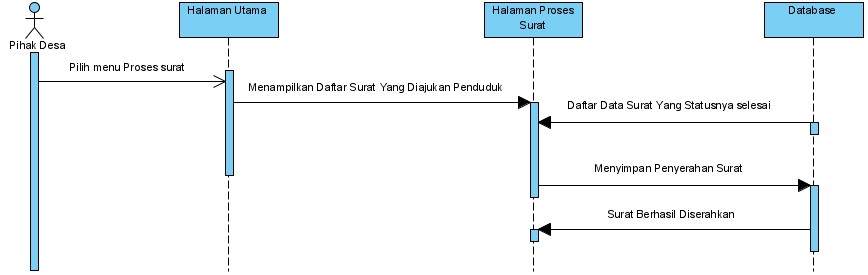 Pihak Desa
Halaman Utama
Halaman Proses
Surat
Database
Pilih menu Proses surat
Menampilkan Daftar Surat Yang Diajukan Penduduk
Daftar Data Surat Yang Statusnya selesai
Menyimpan Penyerahan Surat
Surat Berhasil Diserahkan